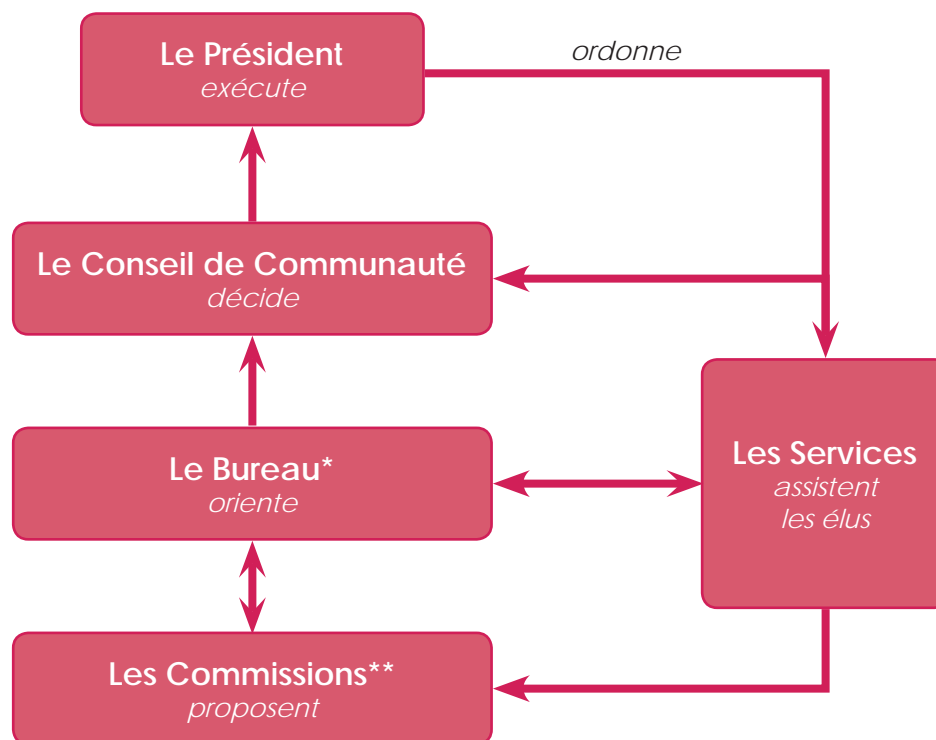 Le Président
exécute
ordonne
Le Conseil de Communauté
décide
Le Bureau*
oriente
Les Services
assistent
les élus
Les Commissions**
proposent